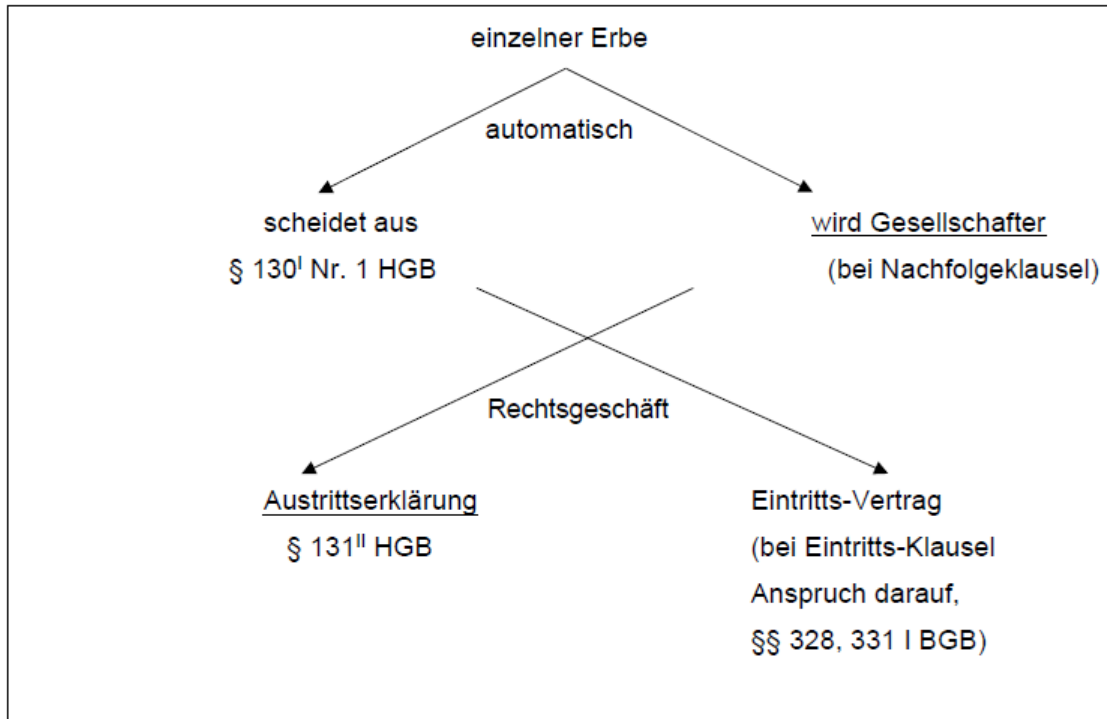 einzelner Erbe
automatisch
scheidet aus
§ 130ᴵ Nr. 1 HGB
wird Gesellschafter
(bei Nachfolgeklausel)
Rechtsgeschäft
Austrittserklärung
§ 131ᴵᴵ HGB
Eintritts-Vertrag
(bei Eintritts-Klausel
Anspruch darauf,
§§ 328, 331 I BGB)